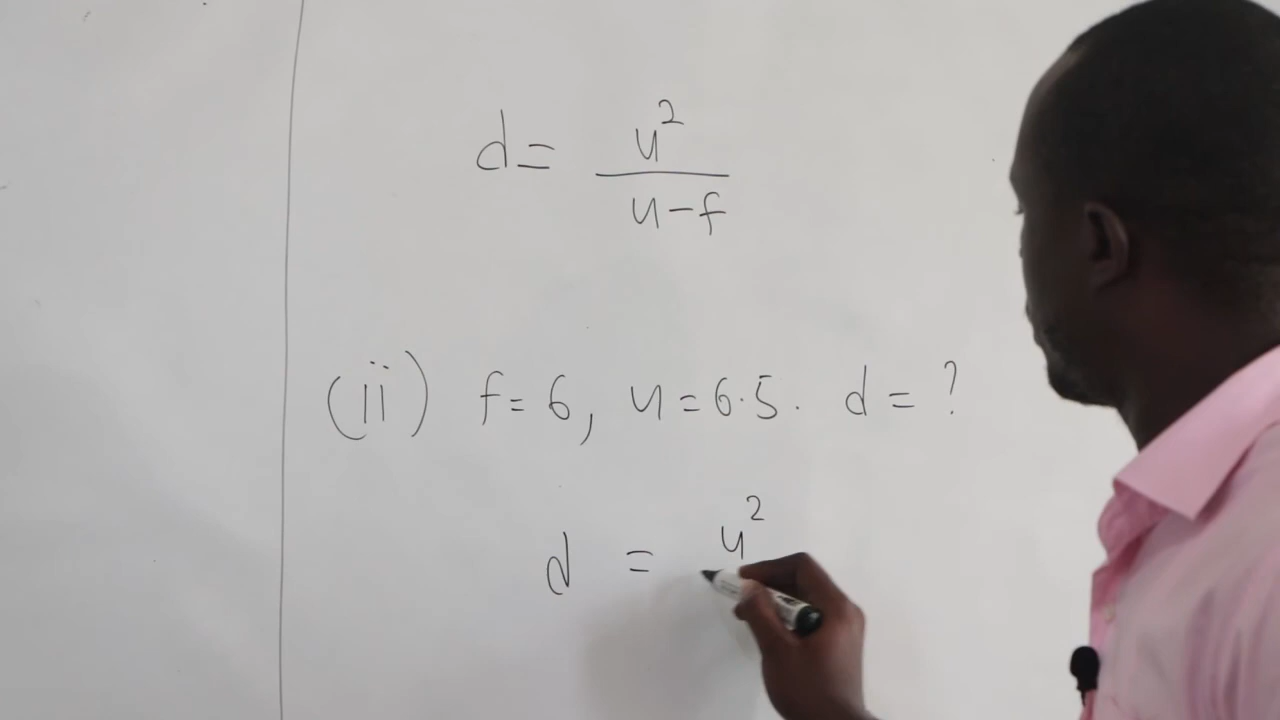 d = u²/(u-f)
(ii) f = 6, u = 6·5. d = ?
d = u²